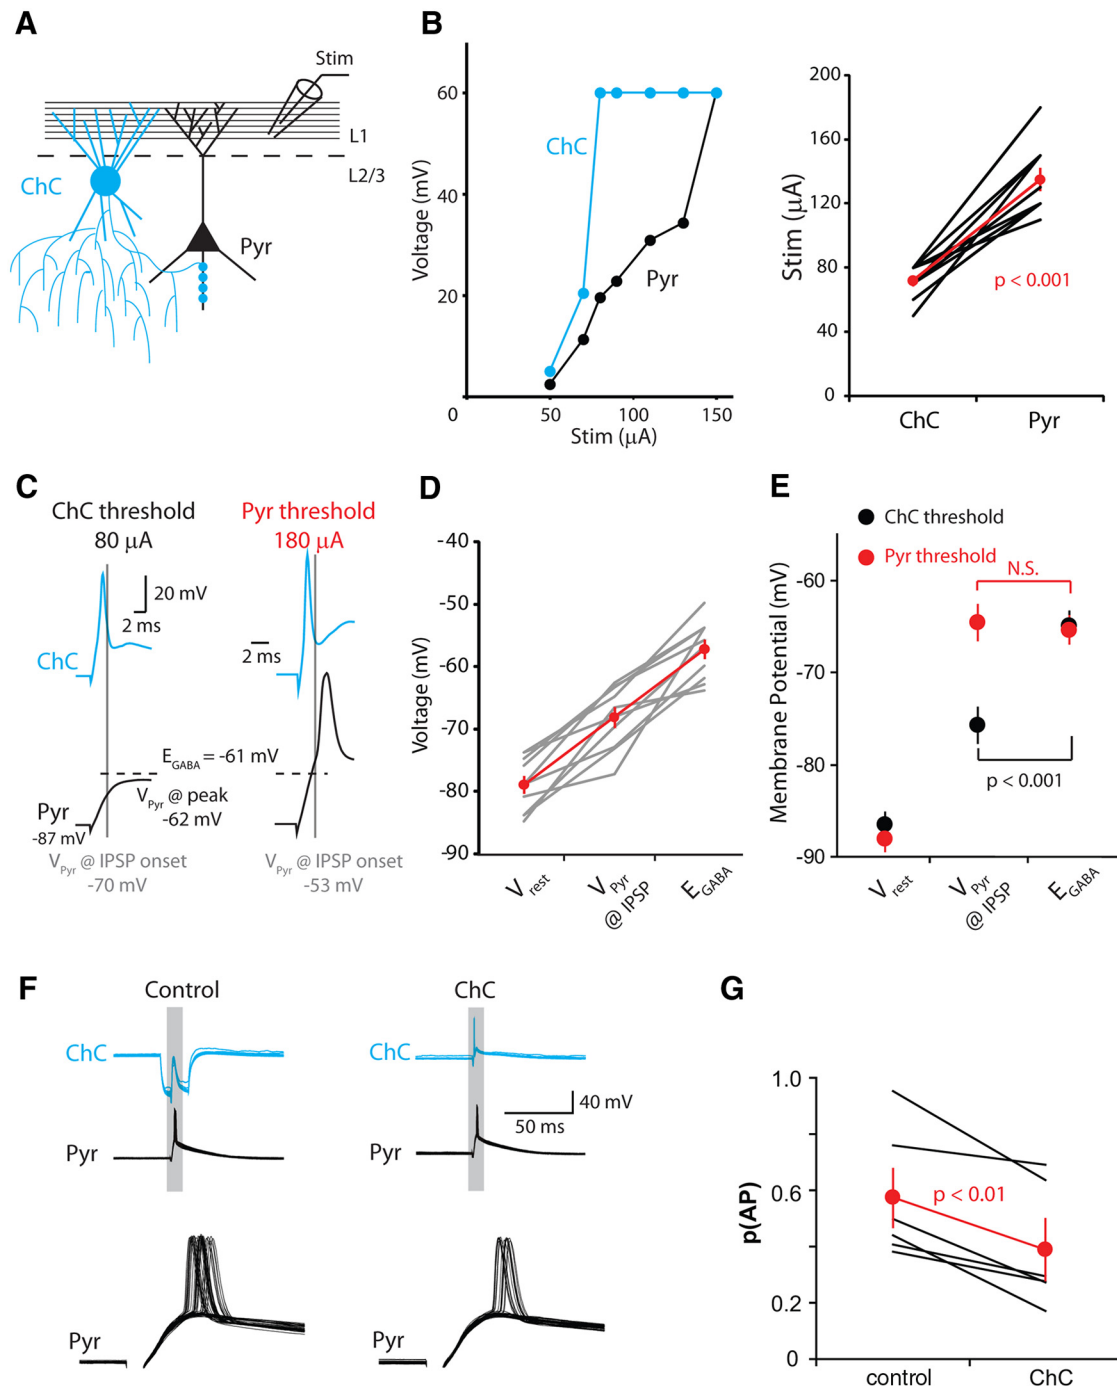 A
Stim
L1
L2/3
ChC
Pyr
B
Voltage (mV)
60
40
20
0
50
100
150
Stim (μA)
ChC
Pyr
Stim (μA)
200
160
120
80
40
0
p < 0.001
ChC
Pyr
C
ChC threshold
80 μA
Pyr threshold
180 μA
20 mV
2 ms
2 ms
ChC
EGABA = -61 mV
VPyr @ peak
-62 mV
Pyr
-87 mV
VPyr @ IPSP onset
-70 mV
VPyr @ IPSP onset
-53 mV
D
Voltage (mV)
-40
-50
-60
-70
-80
-90
Vrest
VPyr
@ IPSP
EGABA
E
ChC threshold
Pyr threshold
Membrane Potential (mV)
-60
-70
-80
-90
N.S.
p < 0.001
Vrest
VPyr
@ IPSP
EGABA
F
Control
ChC
ChC
ChC
40 mV
50 ms
Pyr
Pyr
Pyr
Pyr
G
p(AP)
1.0
0.6
0.2
0
p < 0.01
control
ChC